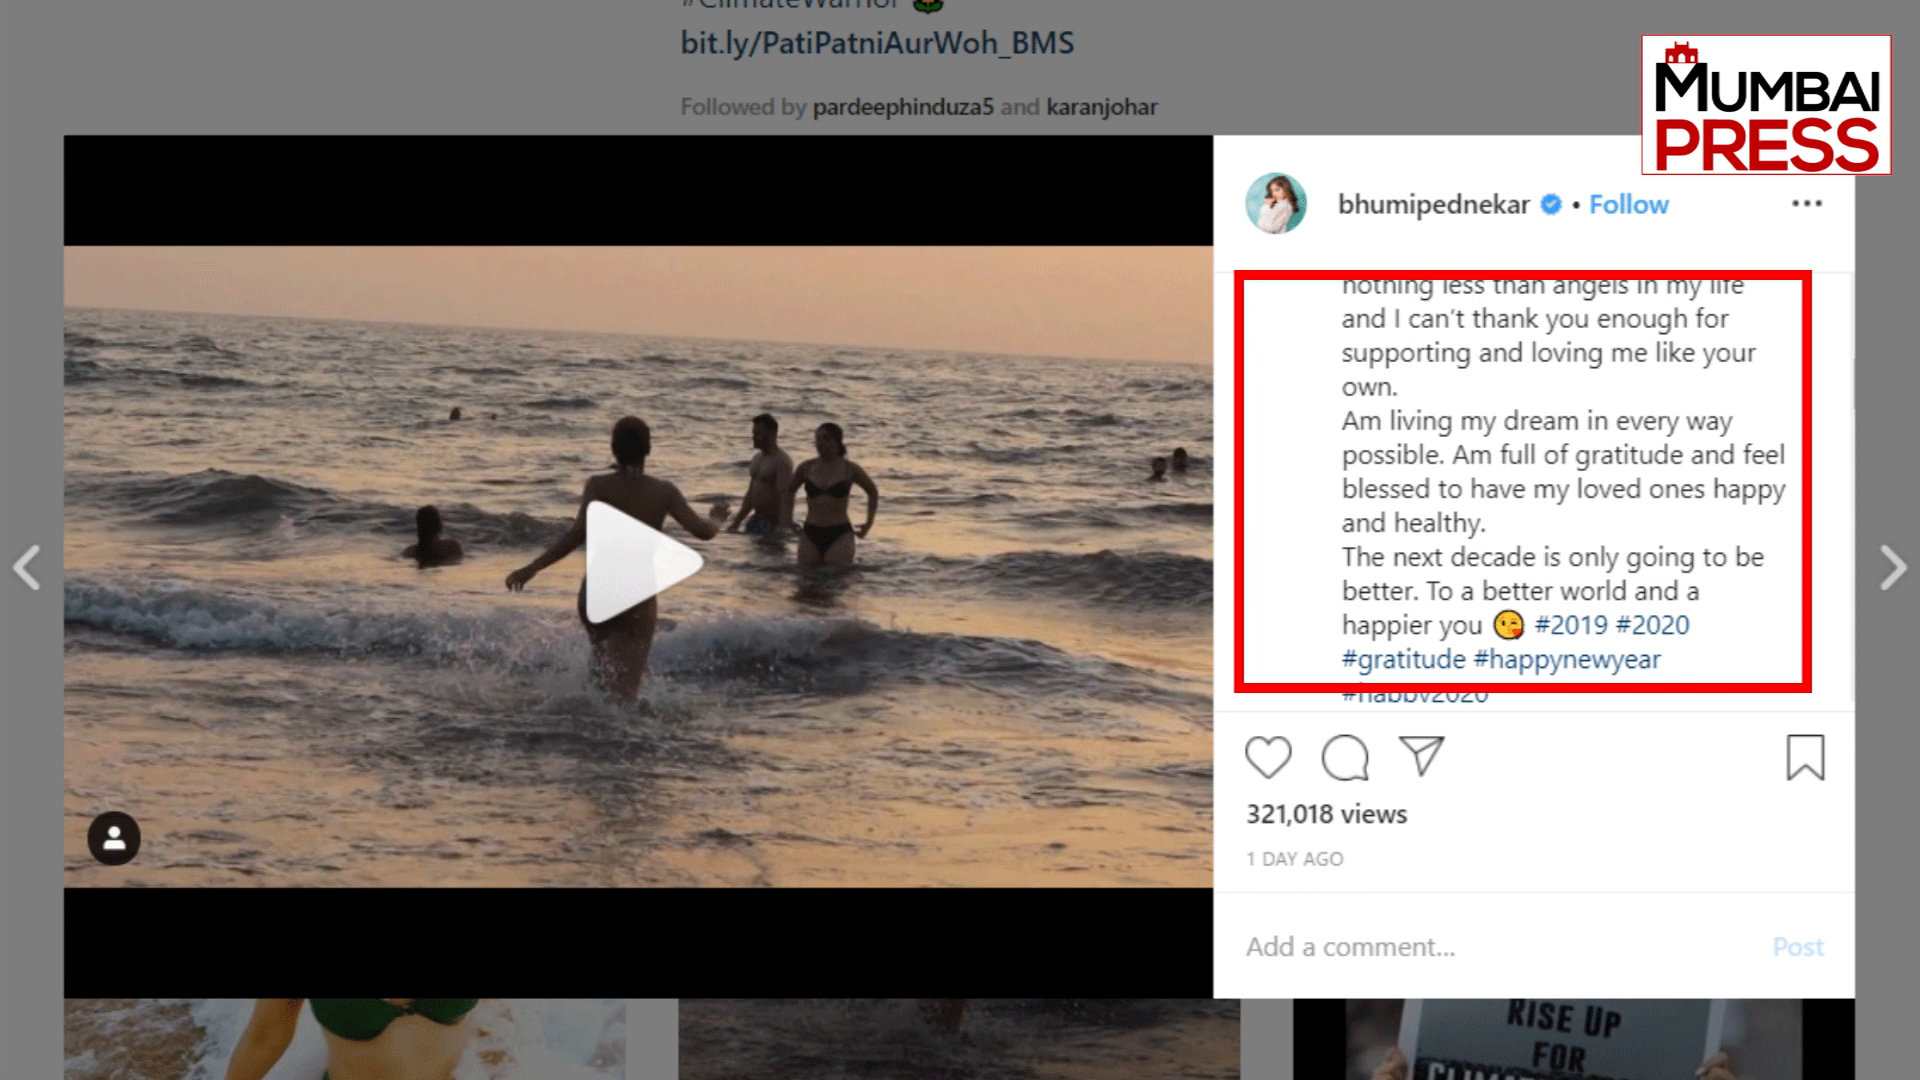 #ClimateWarrior
bit.ly/PatiPatniAurWoh_BMS
Followed by pardeephinduza5 and karanjohar
MUMBAI
PRESS
bhumipednekar • Follow
nothing less than angels in my life
and I can't thank you enough for
supporting and loving me like your
own.
Am living my dream in every way
possible. Am full of gratitude and feel
blessed to have my loved ones happy
and healthy.
The next decade is only going to be
better. To a better world and a
happier you 😘 #2019 #2020
#gratitude #happynewyear
#happy2020
321,018 views
1 DAY AGO
Add a comment... Post
RISE UP
FOR